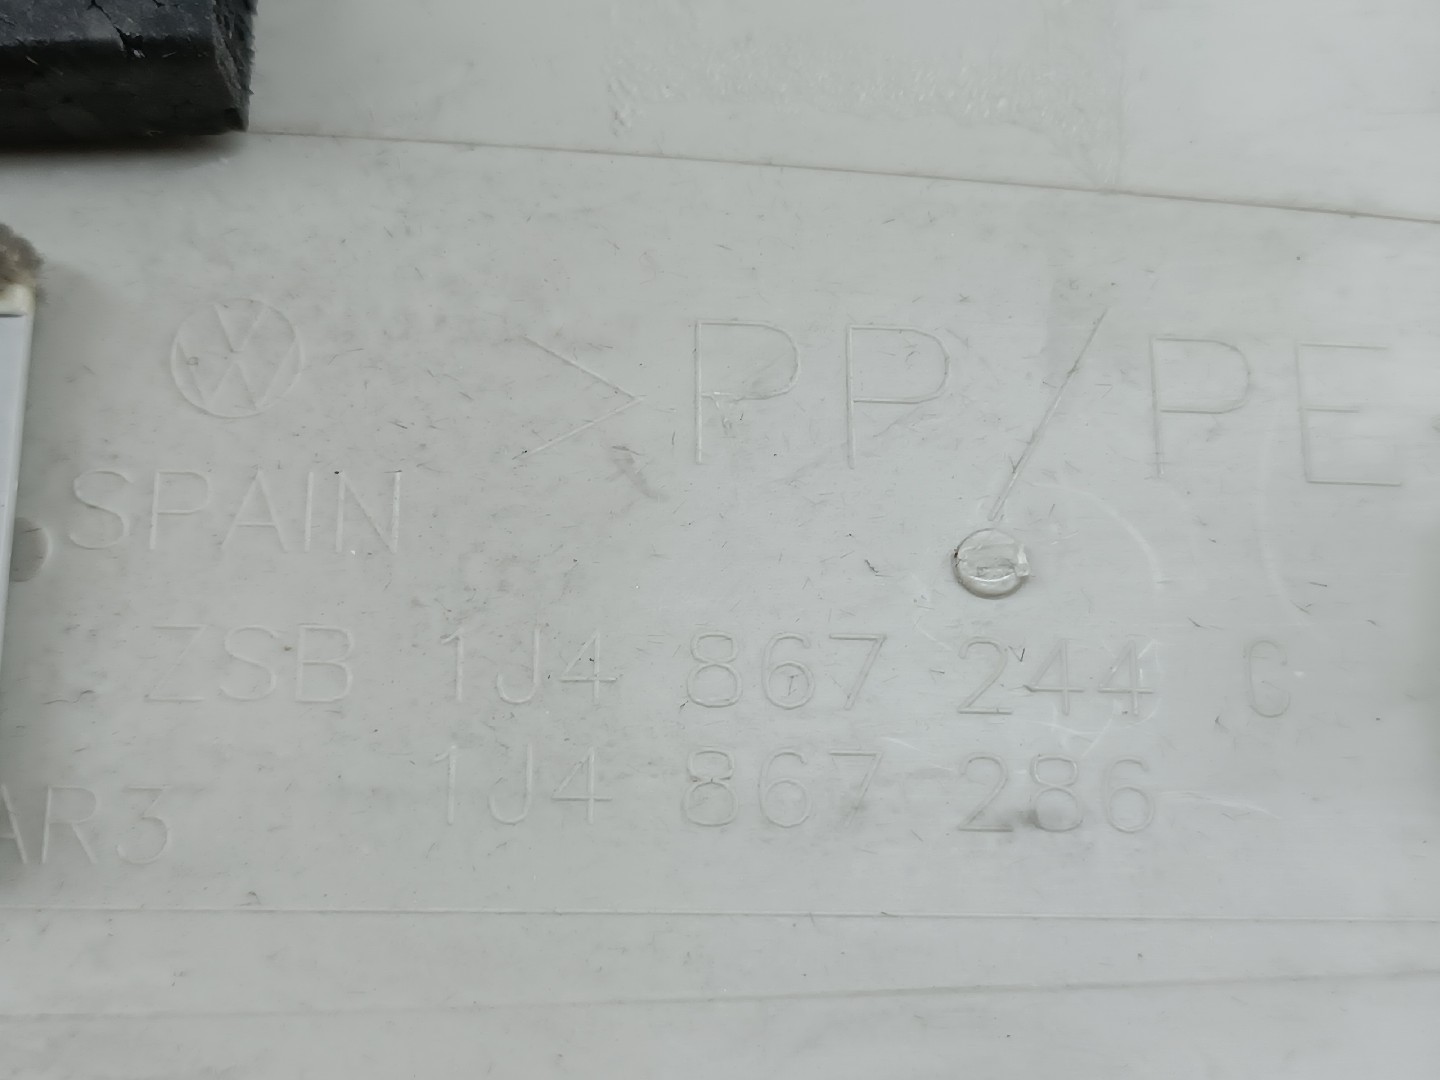 >PP/PE
SPAIN
ZSB 1J4 867 244 G
1J4 867 286
AR3